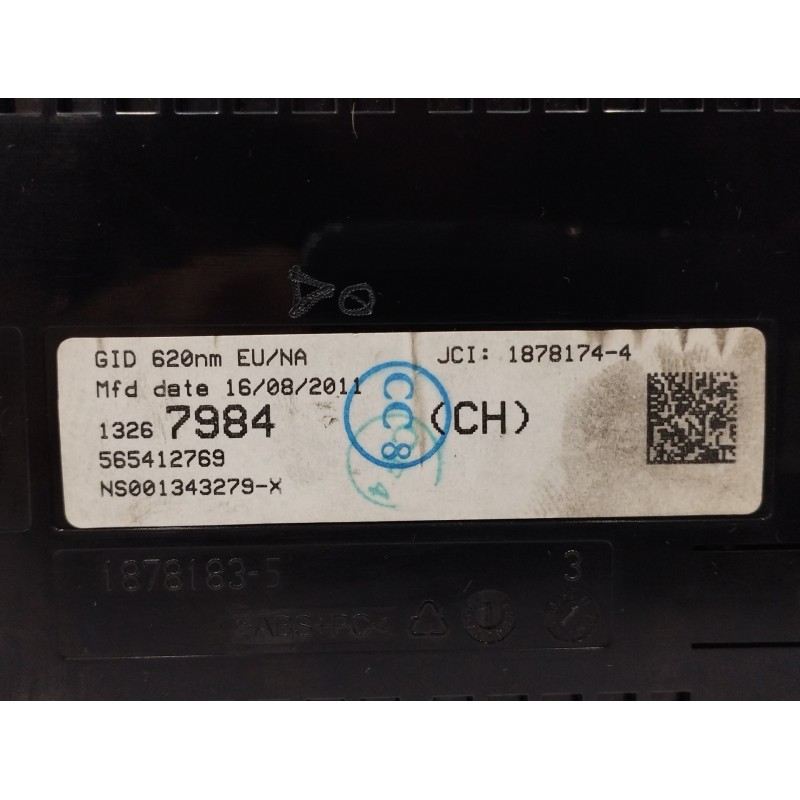 GID 620nm EU/NA JCI: 1878174-4
Mfd date 16/08/2011
1326 7984 (CH)
565412769
NS001343279-X
CC8
4
1878183-5 3
>ABS+PC<